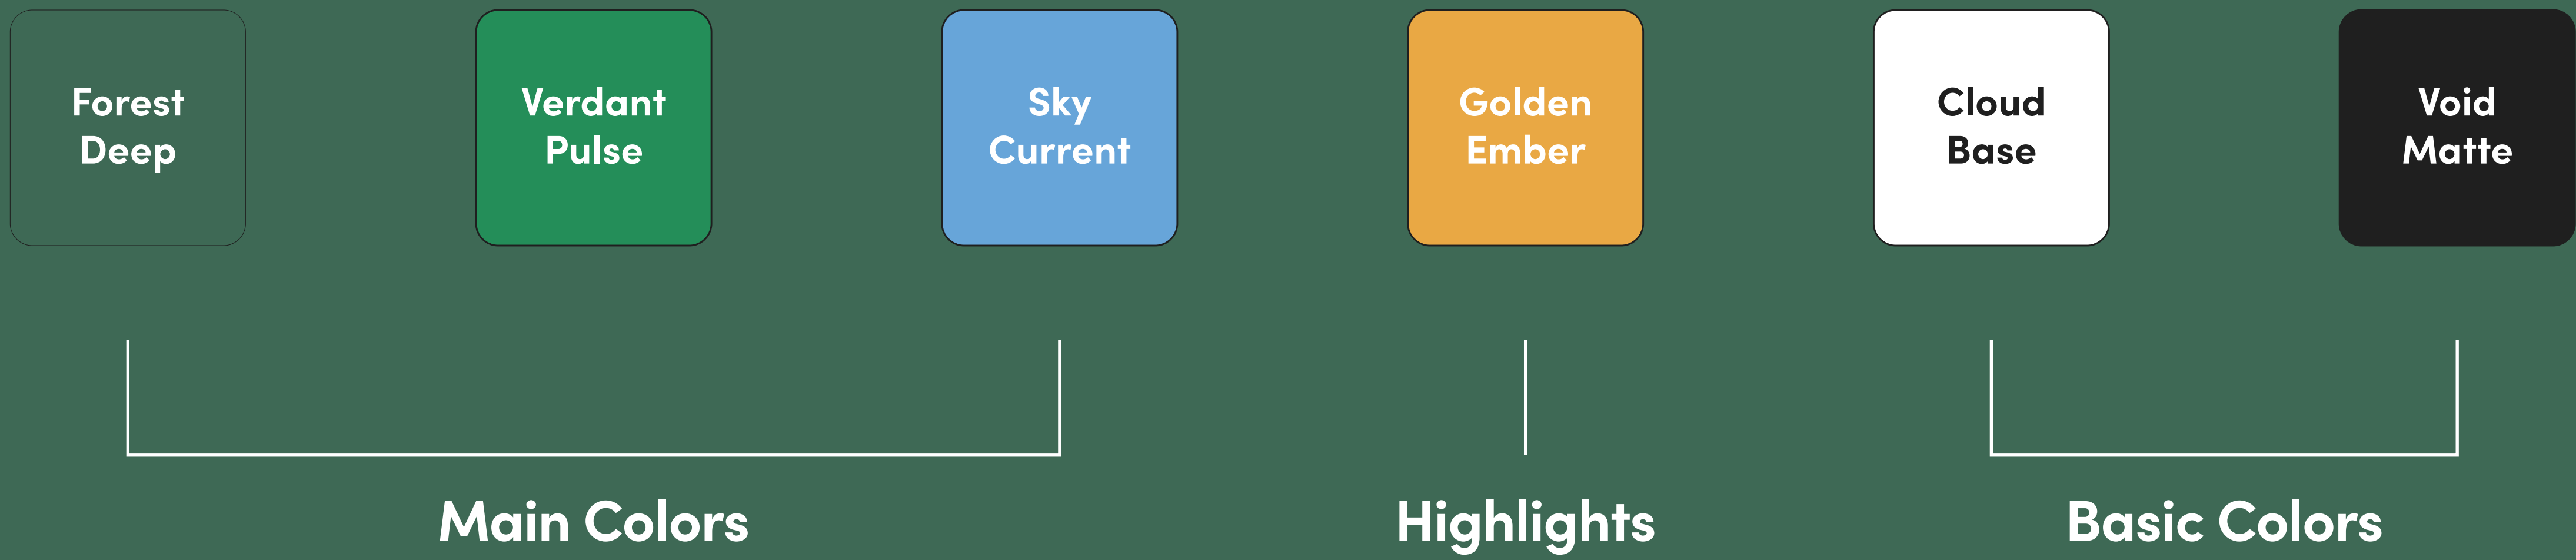 Forest
Deep
Verdant
Pulse
Sky
Current
Golden
Ember
Cloud
Base
Void
Matte
Main Colors
Highlights
Basic Colors